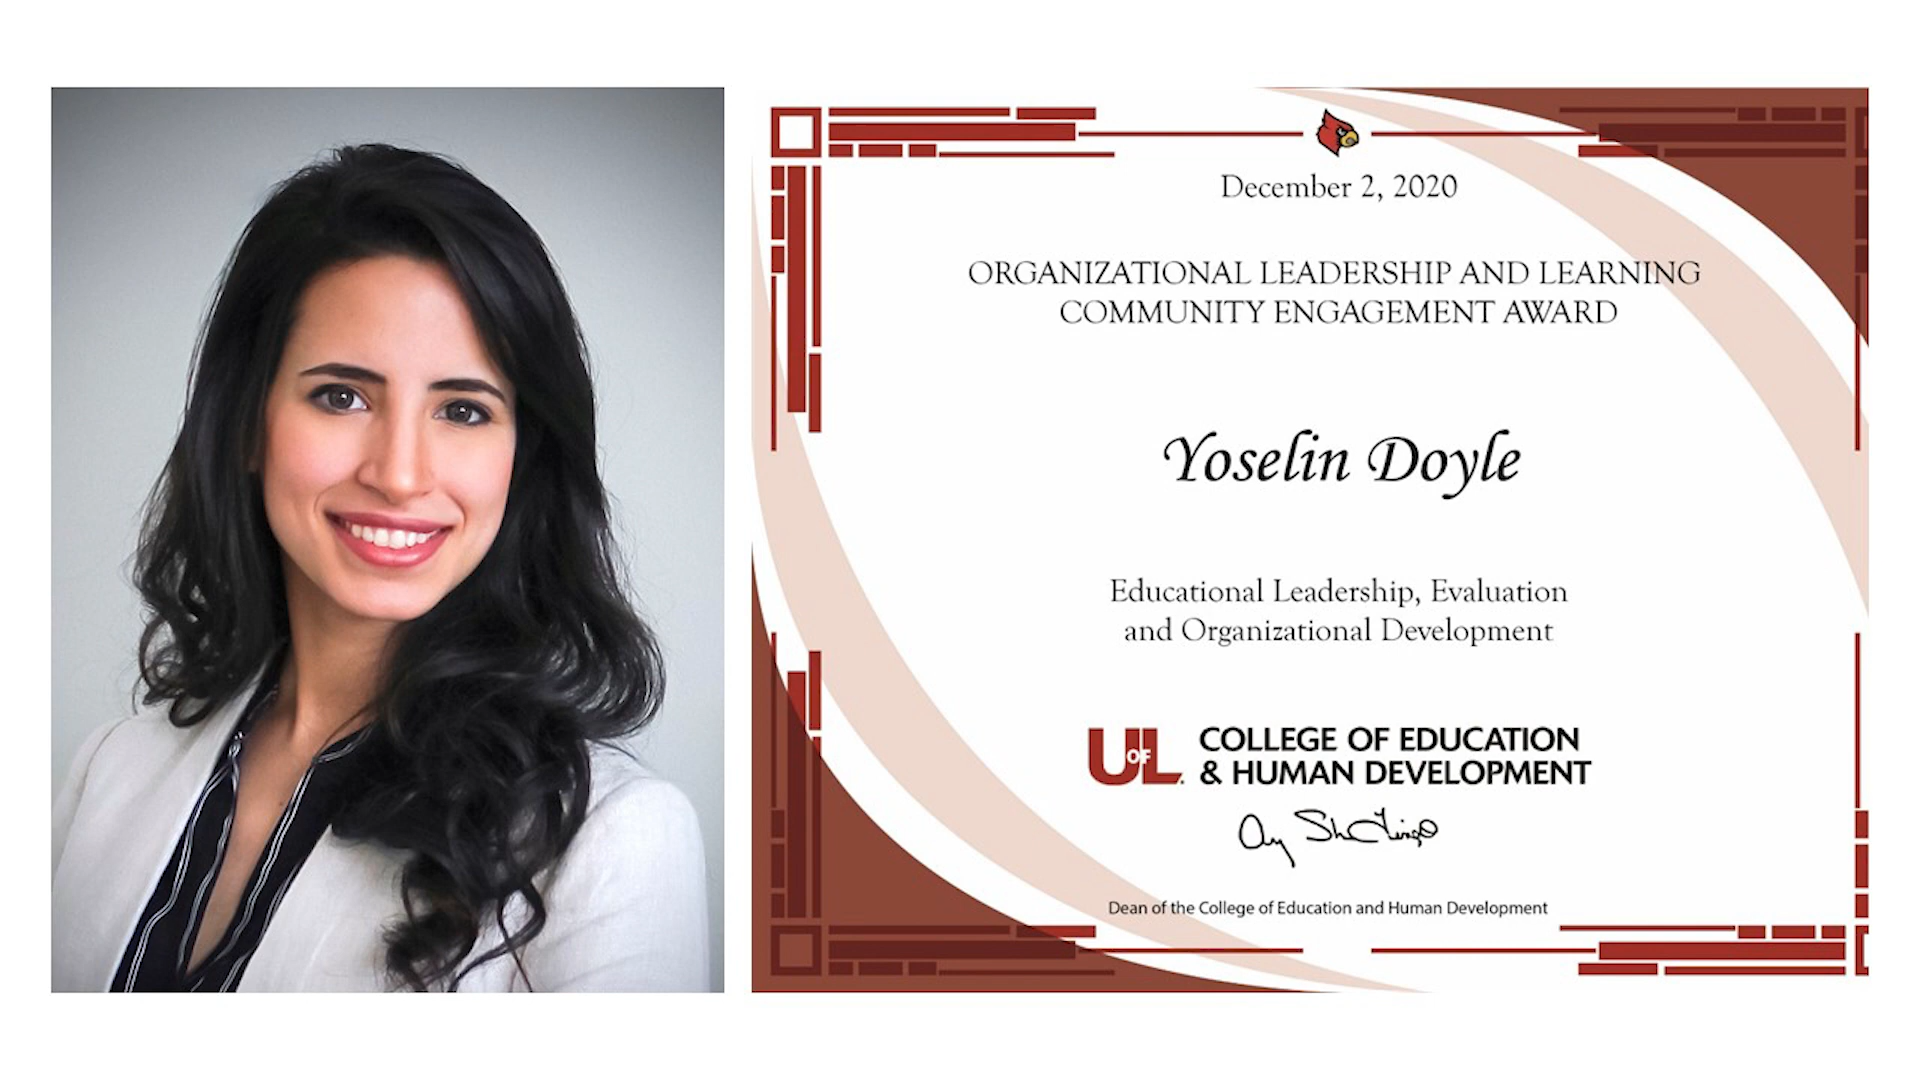 December 2, 2020
ORGANIZATIONAL LEADERSHIP AND LEARNING
COMMUNITY ENGAGEMENT AWARD
Yoselin Doyle
Educational Leadership, Evaluation
and Organizational Development
UOFL. COLLEGE OF EDUCATION
& HUMAN DEVELOPMENT
Dean of the College of Education and Human Development